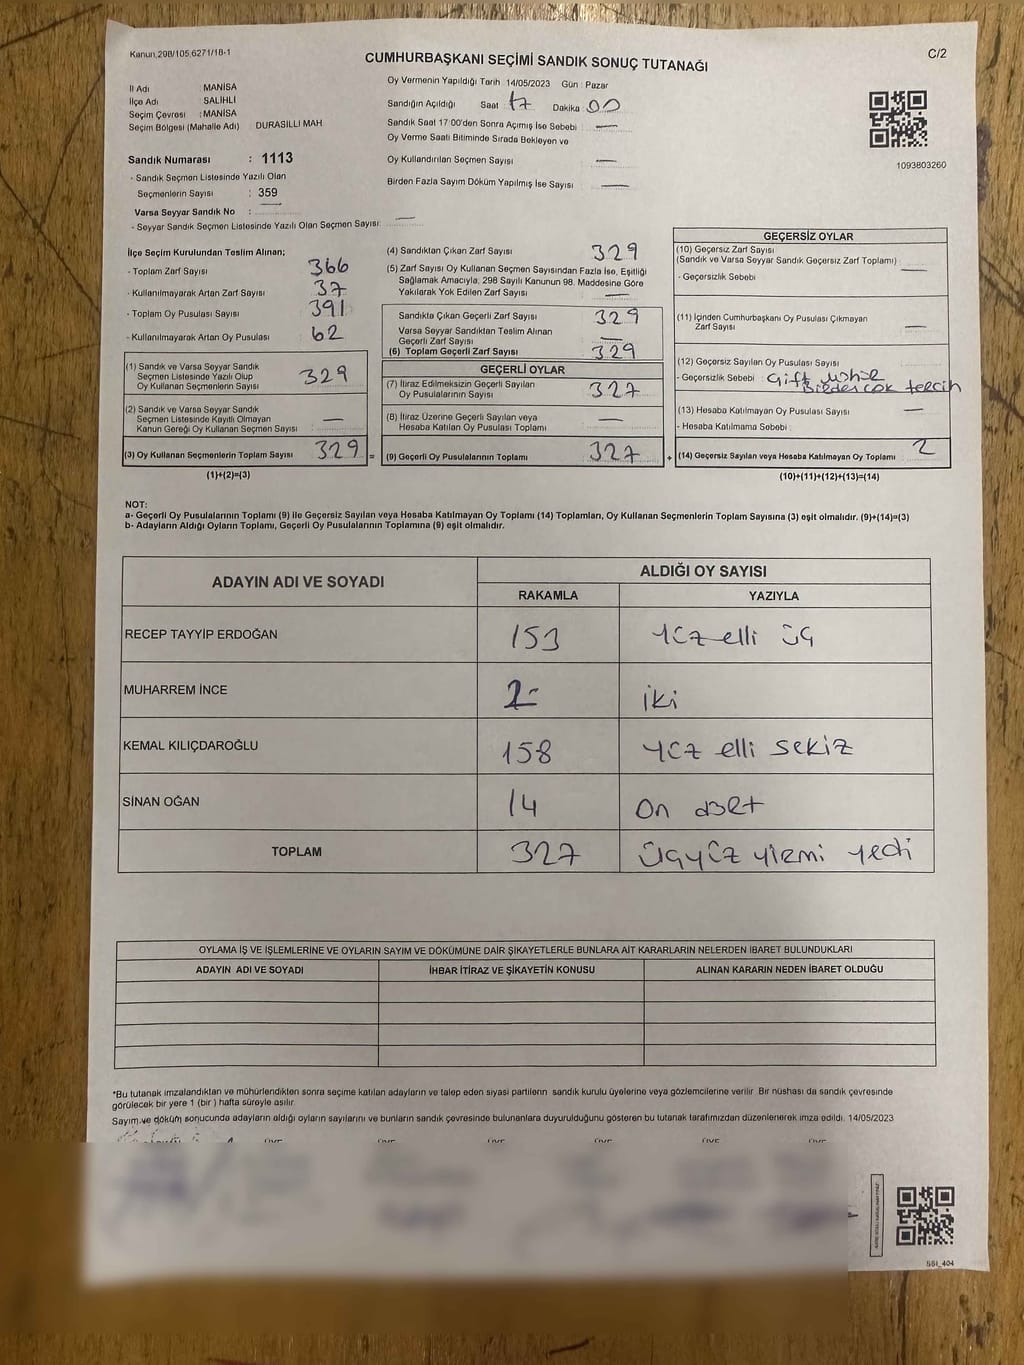 Kanun, 298/105,6271/18-1
C/2
CUMHURBAŞKANI SEÇİMİ SANDIK SONUÇ TUTANAĞI
İl Adı : MANİSA
İlçe Adı : SALİHLİ
Seçim Çevresi : MANİSA
Seçim Bölgesi (Mahalle Adı) : DURASILLI MAH
Oy Vermenin Yapıldığı Tarih 14/05/2023 Gün : Pazar
Sandığın Açıldığı Saat 17 Dakika 00
Sandık Saat 17:00'den Sonra Açılmış İse Sebebi —
Oy Verme Saati Bitiminde Sırada Bekleyen ve
Oy Kullandırılan Seçmen Sayısı —
Birden Fazla Sayım Döküm Yapılmış İse Sayısı —
1093803260
Sandık Numarası : 1113
- Sandık Seçmen Listesinde Yazılı Olan
Seçmenlerin Sayısı : 359
Varsa Seyyar Sandık No : —
- Seyyar Sandık Seçmen Listesinde Yazılı Olan Seçmen Sayısı: —
İlçe Seçim Kurulundan Teslim Alınan;
- Toplam Zarf Sayısı 366
- Kullanılmayarak Artan Zarf Sayısı 37
- Toplam Oy Pusulası Sayısı 391
- Kullanılmayarak Artan Oy Pusulası 62
(1) Sandık ve Varsa Seyyar Sandık
Seçmen Listesinde Yazılı Olup
Oy Kullanan Seçmenlerin Sayısı 329
(2) Sandık ve Varsa Seyyar Sandık
Seçmen Listesinde Kayıtlı Olmayan
Kanun Gereği Oy Kullanan Seçmen Sayısı —
(3) Oy Kullanan Seçmenlerin Toplam Sayısı 329 =
(1)+(2)=(3)
(4) Sandıktan Çıkan Zarf Sayısı 329
(5) Zarf Sayısı Oy Kullanan Seçmen Sayısından Fazla İse, Eşitliği
Sağlamak Amacıyla, 298 Sayılı Kanunun 98. Maddesine Göre
Yakılarak Yok Edilen Zarf Sayısı —
Sandıkta Çıkan Geçerli Zarf Sayısı 329
Varsa Seyyar Sandıktan Teslim Alınan
Geçerli Zarf Sayısı —
(6) Toplam Geçerli Zarf Sayısı 329
GEÇERLİ OYLAR
(7) İtiraz Edilmeksizin Geçerli Sayılan
Oy Pusulalarının Sayısı 327
(8) İtiraz Üzerine Geçerli Sayılan veya
Hesaba Katılan Oy Pusulası Toplamı —
(9) Geçerli Oy Pusulalarının Toplamı 327 +
GEÇERSİZ OYLAR
(10) Geçersiz Zarf Sayısı
(Sandık ve Varsa Seyyar Sandık Geçersiz Zarf Toplamı) —
- Geçersizlik Sebebi
(11) İçinden Cumhurbaşkanı Oy Pusulası Çıkmayan
Zarf Sayısı —
(12) Geçersiz Sayılan Oy Pusulası Sayısı
- Geçersizlik Sebebi Çift mühür
Birden çok tercih
(13) Hesaba Katılmayan Oy Pusulası Sayısı —
- Hesaba Katılmama Sebebi
(14) Geçersiz Sayılan veya Hesaba Katılmayan Oy Toplamı 2
(10)+(11)+(12)+(13)=(14)
NOT:
a- Geçerli Oy Pusulalarının Toplamı (9) ile Geçersiz Sayılan veya Hesaba Katılmayan Oy Toplamı (14) Toplamları, Oy Kullanan Seçmenlerin Toplam Sayısına (3) eşit olmalıdır. (9)+(14)=(3)
b- Adayların Aldığı Oyların Toplamı, Geçerli Oy Pusulalarının Toplamına (9) eşit olmalıdır.
ADAYIN ADI VE SOYADI
ALDIĞI OY SAYISI
RAKAMLA YAZIYLA
RECEP TAYYİP ERDOĞAN 153 yüz elli üç
MUHARREM İNCE 2- iki
KEMAL KILIÇDAROĞLU 158 yüz elli sekiz
SİNAN OĞAN 14 on dört
TOPLAM 327 üçyüz yirmi yedi
OYLAMA İŞ VE İŞLEMLERİNE VE OYLARIN SAYIM VE DÖKÜMÜNE DAİR ŞİKAYETLERLE BUNLARA AİT KARARLARIN NELERDEN İBARET BULUNDUKLARI
ADAYIN ADI VE SOYADI İHBAR İTİRAZ VE ŞİKAYETİN KONUSU ALINAN KARARIN NEDEN İBARET OLDUĞU
*Bu tutanak imzalandıktan ve mühürlendikten sonra seçime katılan adayların ve talep eden siyasi partilerin sandık kurulu üyelerine veya gözlemcilerine verilir. Bir nüshası da sandık çevresinde
görülecek bir yere 1 (bir) hafta süreyle asılır.
Sayım ve döküm sonucunda adayların aldığı oyların sayılarını ve bunların sandık çevresinde bulunanlara duyurulduğunu gösteren bu tutanak tarafımızdan düzenlenerek imza edildi. 14/05/2023